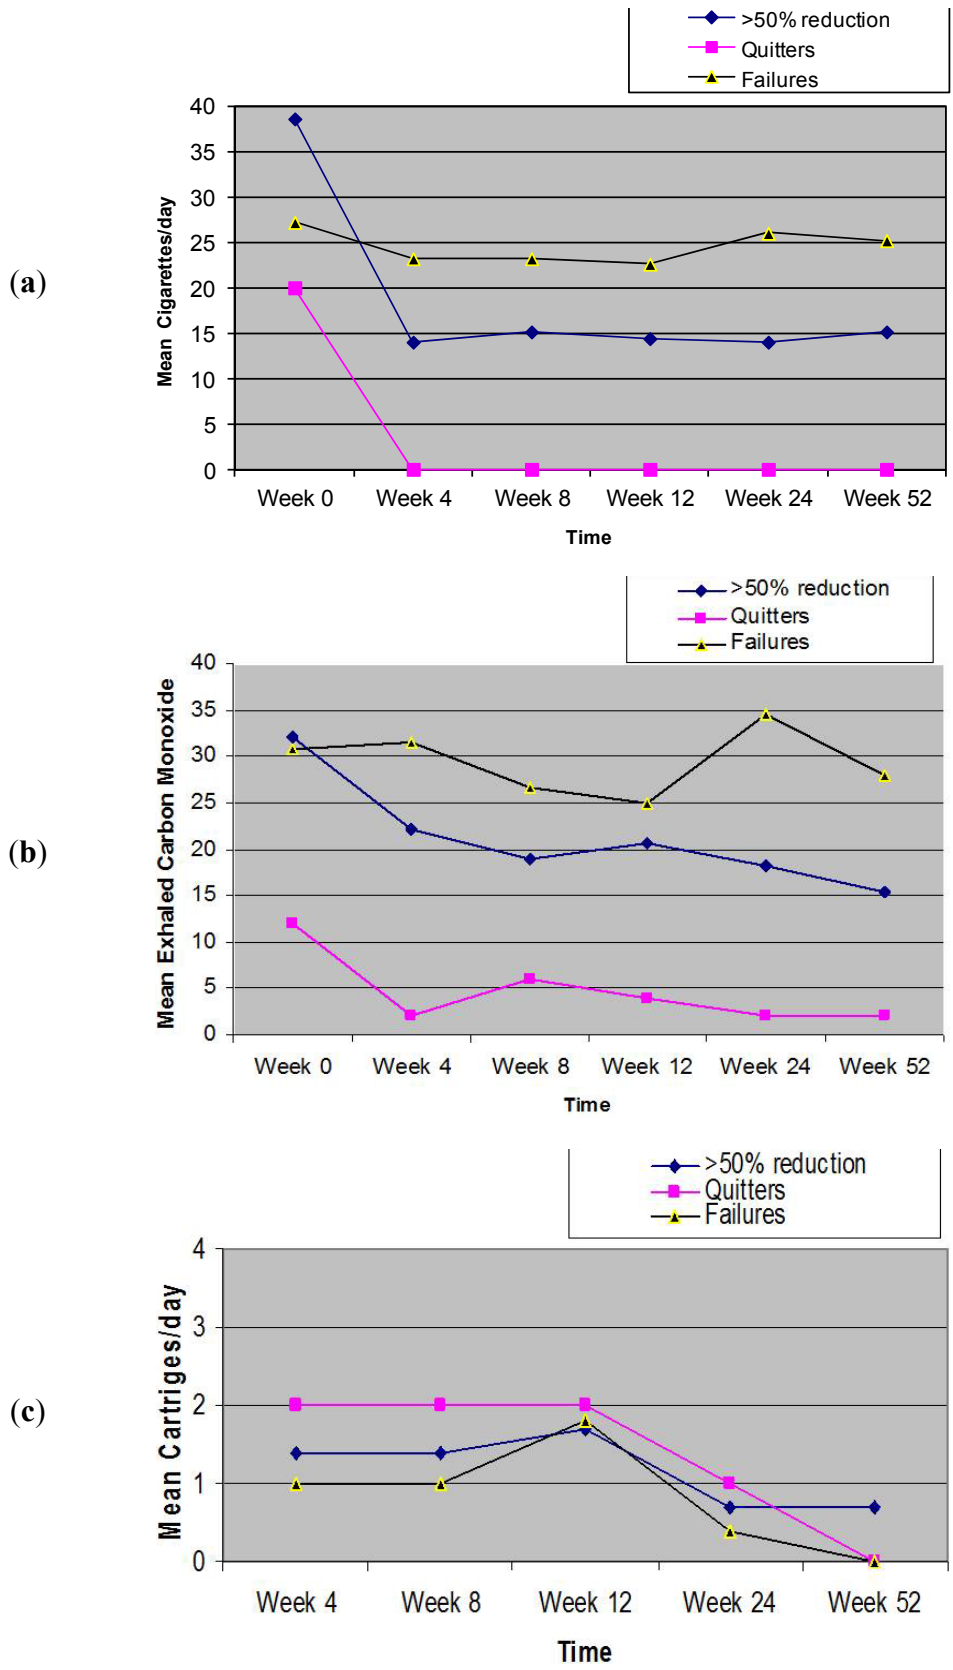 >50% reduction
Quitters
Failures
40
35
30
25
20
15
10
5
0
Mean Cigarettes/day
(a)
Week 0 Week 4 Week 8 Week 12 Week 24 Week 52
Time
>50% reduction
Quitters
Failures
40
35
30
25
20
15
10
5
0
Mean Exhaled Carbon Monoxide
(b)
Week 0 Week 4 Week 8 Week 12 Week 24 Week 52
Time
>50% reduction
Quitters
Failures
4
3
2
1
0
Mean Cartriges/day
(c)
Week 4 Week 8 Week 12 Week 24 Week 52
Time